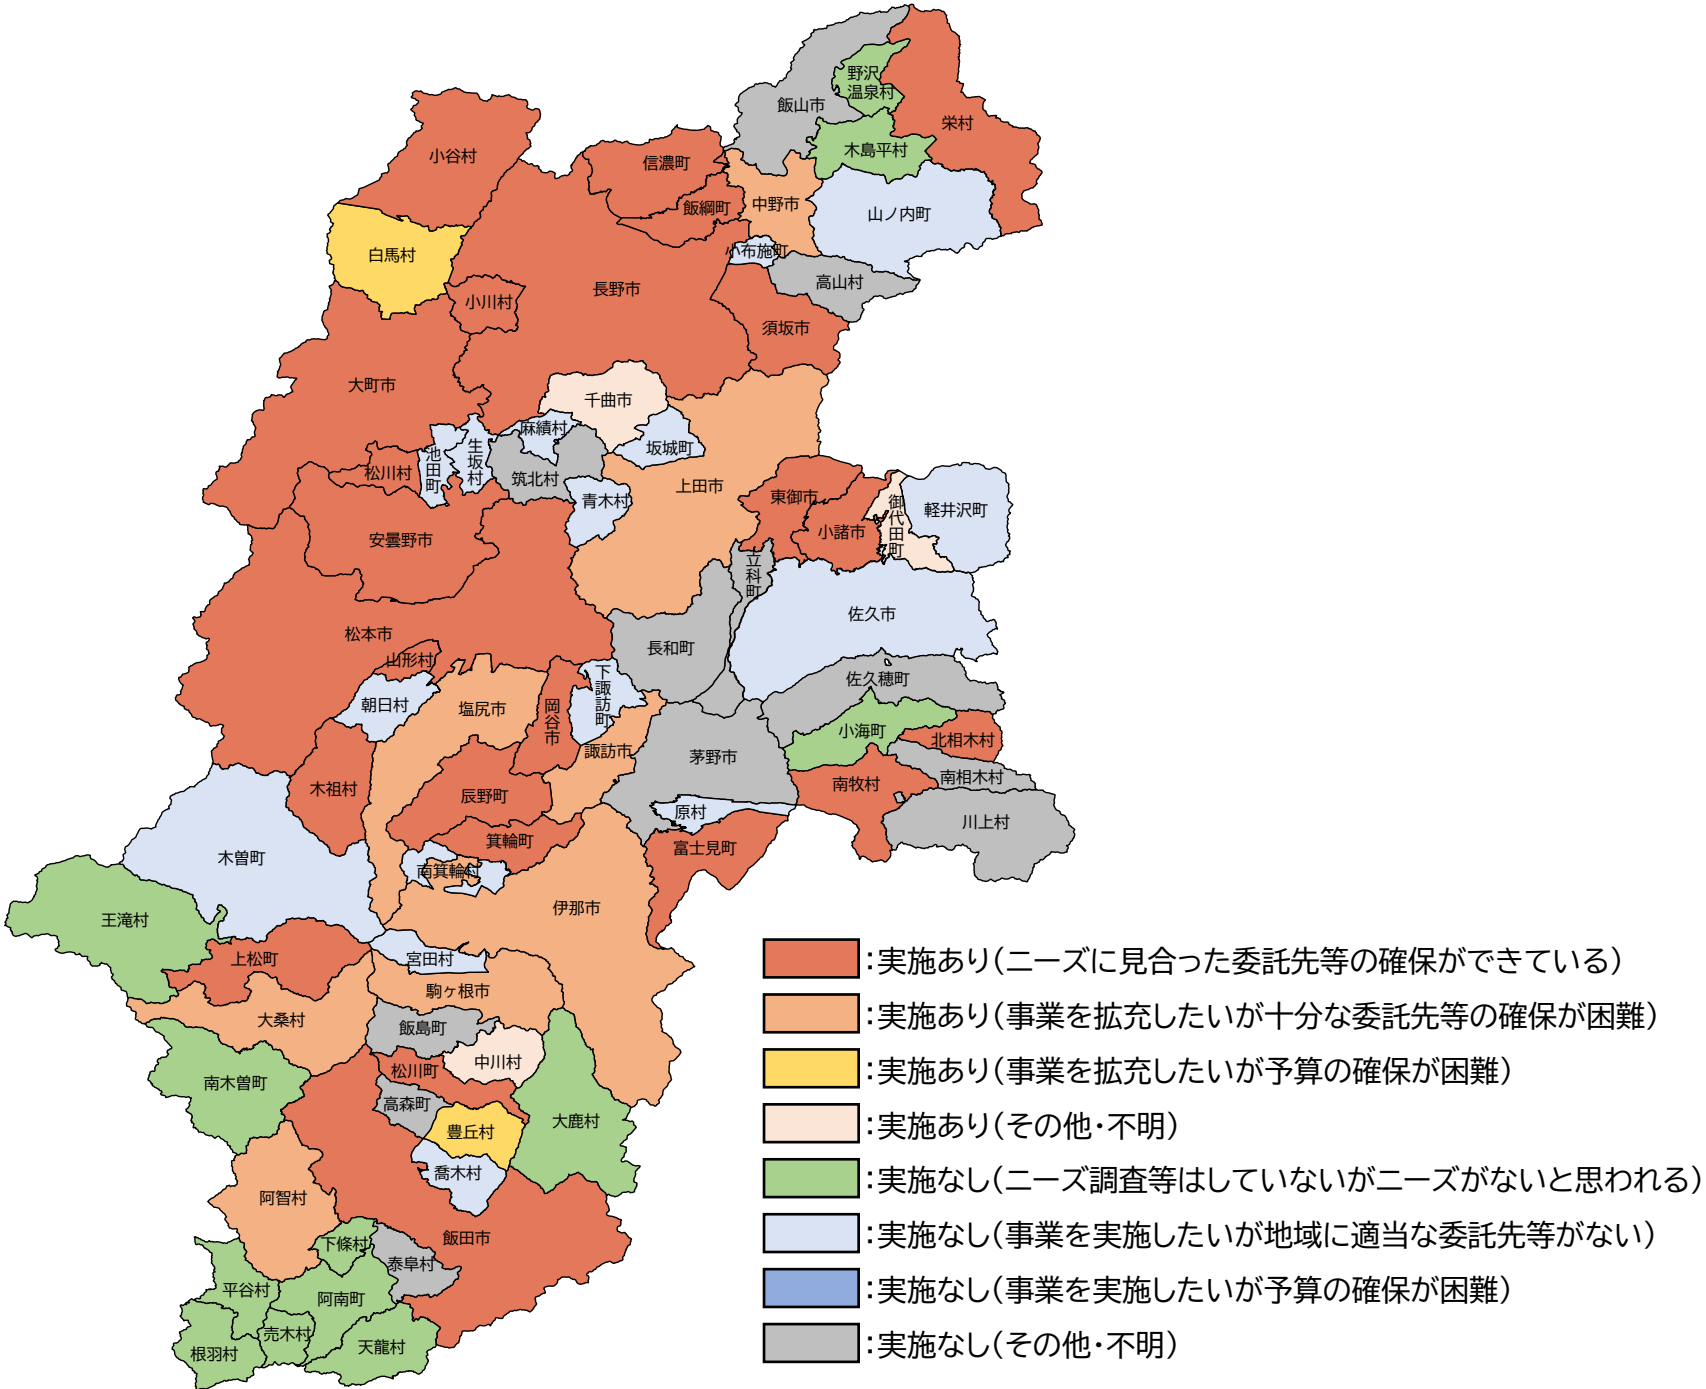 野沢
温泉村
飯山市
栄村
木島平村
小谷村
信濃町
飯綱町
中野市
山ノ内町
白馬村
小布施町
高山村
長野市
小川村
須坂市
大町市
千曲市
麻績村
坂城町
生坂村
池田町
松川村
筑北村
青木村
上田市
東御市
小諸市
御代田町
軽井沢町
安曇野市
立科町
佐久市
松本市
山形村
長和町
下諏訪町
佐久穂町
朝日村
塩尻市
岡谷市
小海町
北相木村
諏訪市
茅野市
南相木村
南牧村
木祖村
辰野町
原村
川上村
箕輪町
富士見町
木曽町
南箕輪村
伊那市
王滝村
上松町
宮田村
駒ヶ根市
大桑村
飯島町
中川村
松川町
南木曽町
高森町
豊丘村
大鹿村
喬木村
阿智村
飯田市
下條村
泰阜村
平谷村
阿南町
売木村
天龍村
根羽村
：実施あり（ニーズに見合った委託先等の確保ができている）
：実施あり（事業を拡充したいが十分な委託先等の確保が困難）
：実施あり（事業を拡充したいが予算の確保が困難）
：実施あり（その他・不明）
：実施なし（ニーズ調査等はしていないがニーズがないと思われる）
：実施なし（事業を実施したいが地域に適当な委託先等がない）
：実施なし（事業を実施したいが予算の確保が困難）
：実施なし（その他・不明）